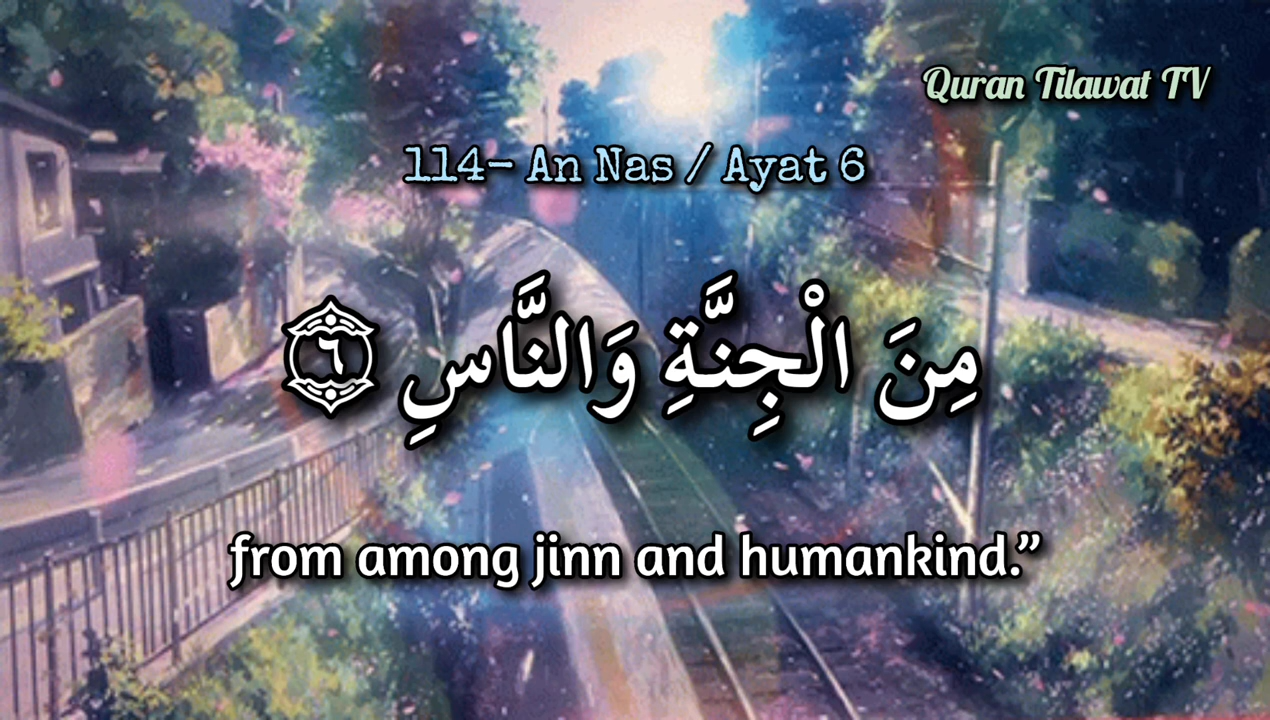 Quran Tilawat TV
114- An Nas / Ayat 6
مِنَ الْجِنَّةِ وَالنَّاسِ ٦
from among jinn and humankind.”